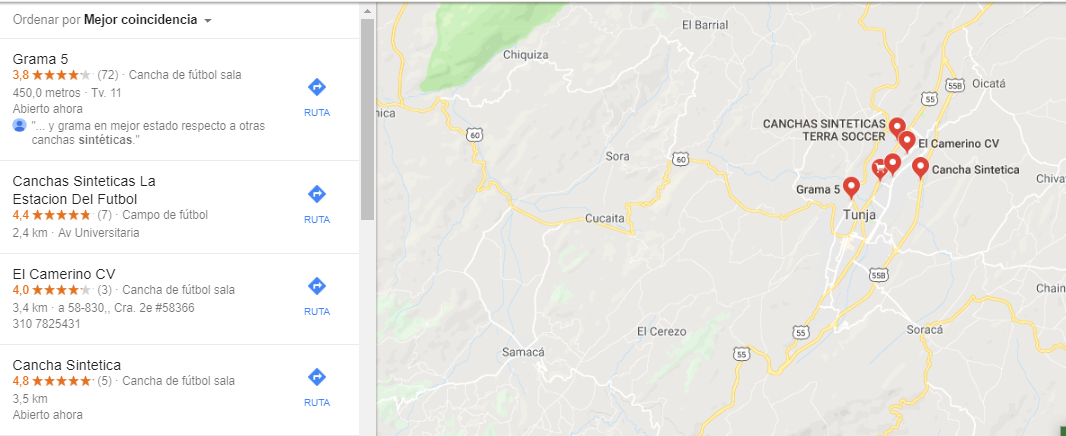 Ordenar por Mejor coincidencia
Grama 5
3,8 (72) · Cancha de fútbol sala
450,0 metros · Tv. 11
Abierto ahora
"... y grama en mejor estado respecto a otras
canchas sintéticas."
RUTA
Canchas Sinteticas La
Estacion Del Futbol
4,4 (7) · Campo de fútbol
2,4 km · Av Universitaria
RUTA
El Camerino CV
4,0 (3) · Cancha de fútbol sala
3,4 km · a 58-830,, Cra. 2e #58366
310 7825431
RUTA
Cancha Sintetica
4,8 (5) · Cancha de fútbol sala
3,5 km
Abierto ahora
RUTA
El Barrial
Chiquiza
Oicatá
55B
55
nica
60
CANCHAS SINTETICAS
TERRA SOCCER
El Camerino CV
Sora
60
Cancha Sintetica
Chiva
Grama 5
Cucaita
Tunja
55B
Chain
El Cerezo
55
Soracá
Samacá
55